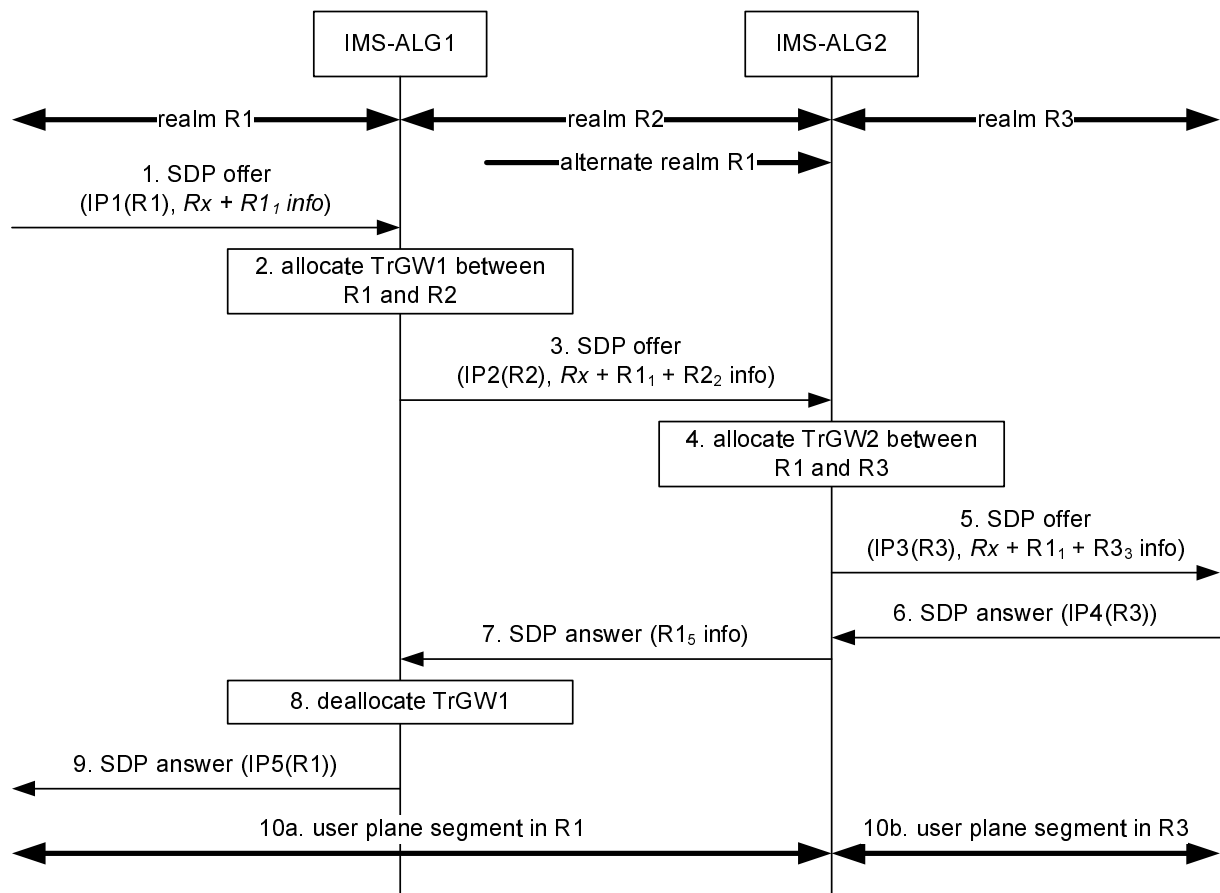 IMS-ALG1
IMS-ALG2
realm R1
realm R2
realm R3
alternate realm R1
1. SDP offer
(IP1(R1), Rx + R1₁ info)
2. allocate TrGW1 between
R1 and R2
3. SDP offer
(IP2(R2), Rx + R1₁ + R2₂ info)
4. allocate TrGW2 between
R1 and R3
5. SDP offer
(IP3(R3), Rx + R1₁ + R3₃ info)
6. SDP answer (IP4(R3))
7. SDP answer (R1₅ info)
8. deallocate TrGW1
9. SDP answer (IP5(R1))
10a. user plane segment in R1
10b. user plane segment in R3